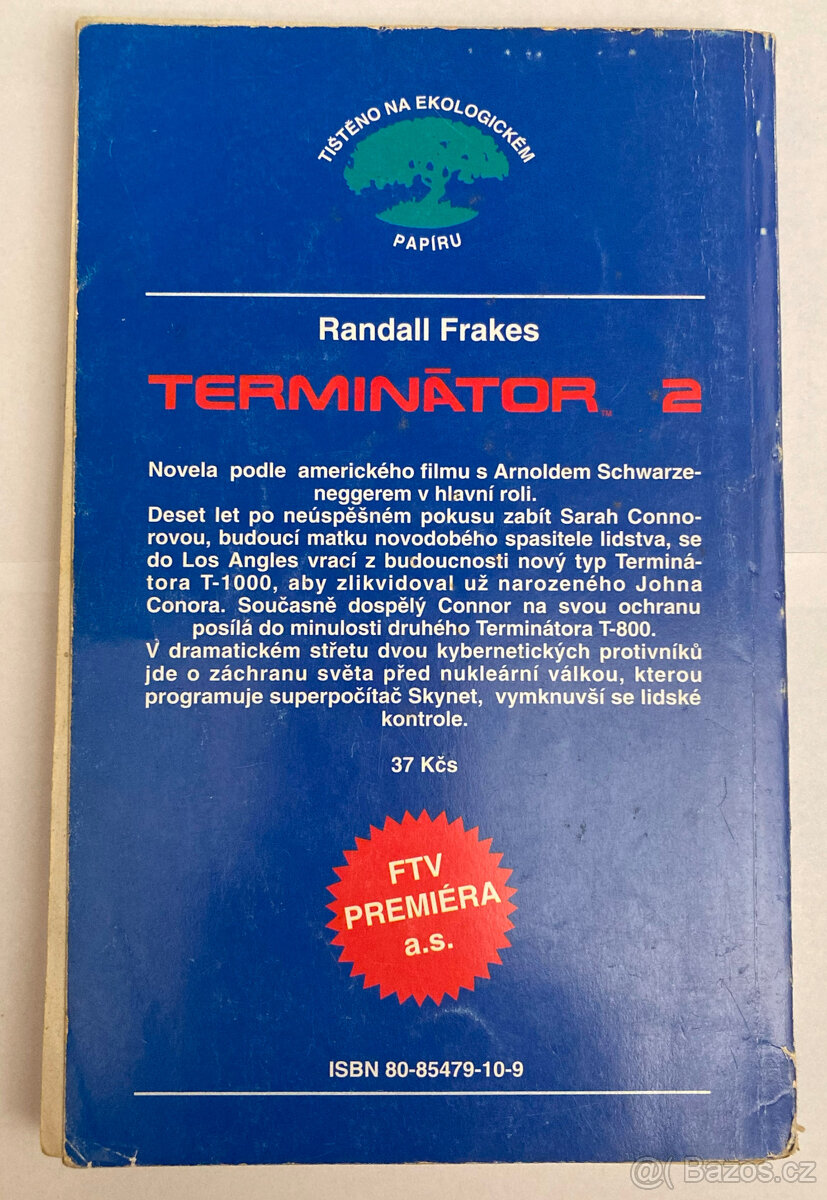 TIŠTĚNO NA EKOLOGICKÉM
PAPÍRU
Randall Frakes
TERMINĀTOR™ 2
Novela podle amerického filmu s Arnoldem Schwarze-
neggerem v hlavní roli.
Deset let po neúspěšném pokusu zabít Sarah Conno-
rovou, budoucí matku novodobého spasitele lidstva, se
do Los Angles vrací z budoucnosti nový typ Terminá-
tora T-1000, aby zlikvidoval už narozeného Johna
Conora. Současně dospělý Connor na svou ochranu
posílá do minulosti druhého Terminátora T-800.
V dramatickém střetu dvou kybernetických protivníků
jde o záchranu světa před nukleární válkou, kterou
programuje superpočítač Skynet, vymknuvší se lidské
kontrole.
37 Kčs
FTV
PREMIÉRA
a.s.
ISBN 80-85479-10-9
Bazos.cz